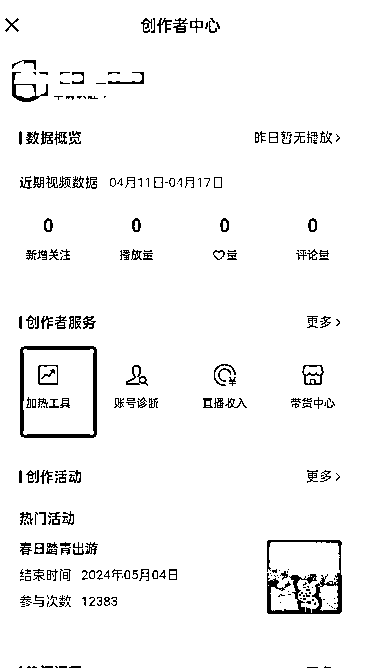 创作者中心
数据概览 昨日暂无播放>
近期视频数据 04月11日-04月17日
0 0 0 0
新增关注 播放量 ♡量 评论量
创作者服务 更多>
加热工具 账号诊断 直播收入 带货中心
创作活动 更多>
热门活动
春日踏青出游
结束时间 2024年05月04日
参与次数 12383